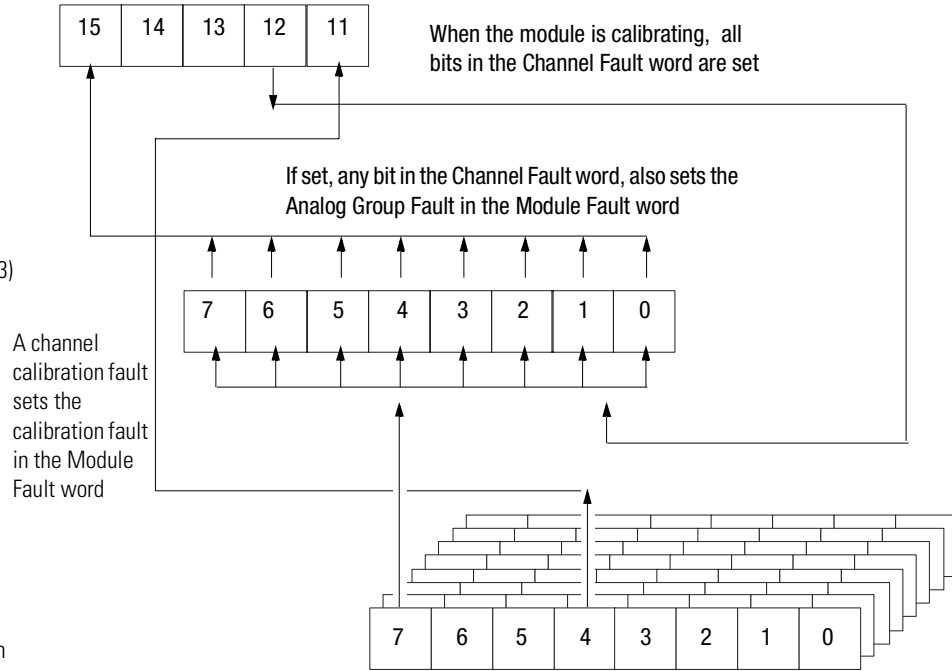 15 14 13 12 11
When the module is calibrating, all
bits in the Channel Fault word are set
If set, any bit in the Channel Fault word, also sets the
Analog Group Fault in the Module Fault word
3)
7 6 5 4 3 2 1 0
A channel
calibration fault
sets the
calibration fault
in the Module
Fault word
7 6 5 4 3 2 1 0
n